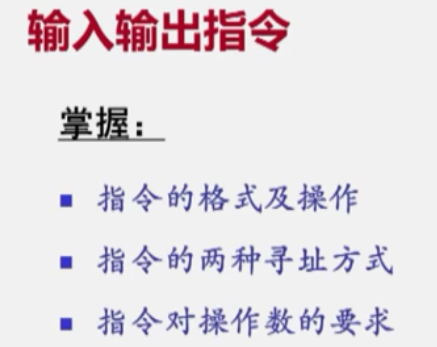 输入输出指令
掌握：
指令的格式及操作
指令的两种寻址方式
指令对操作数的要求